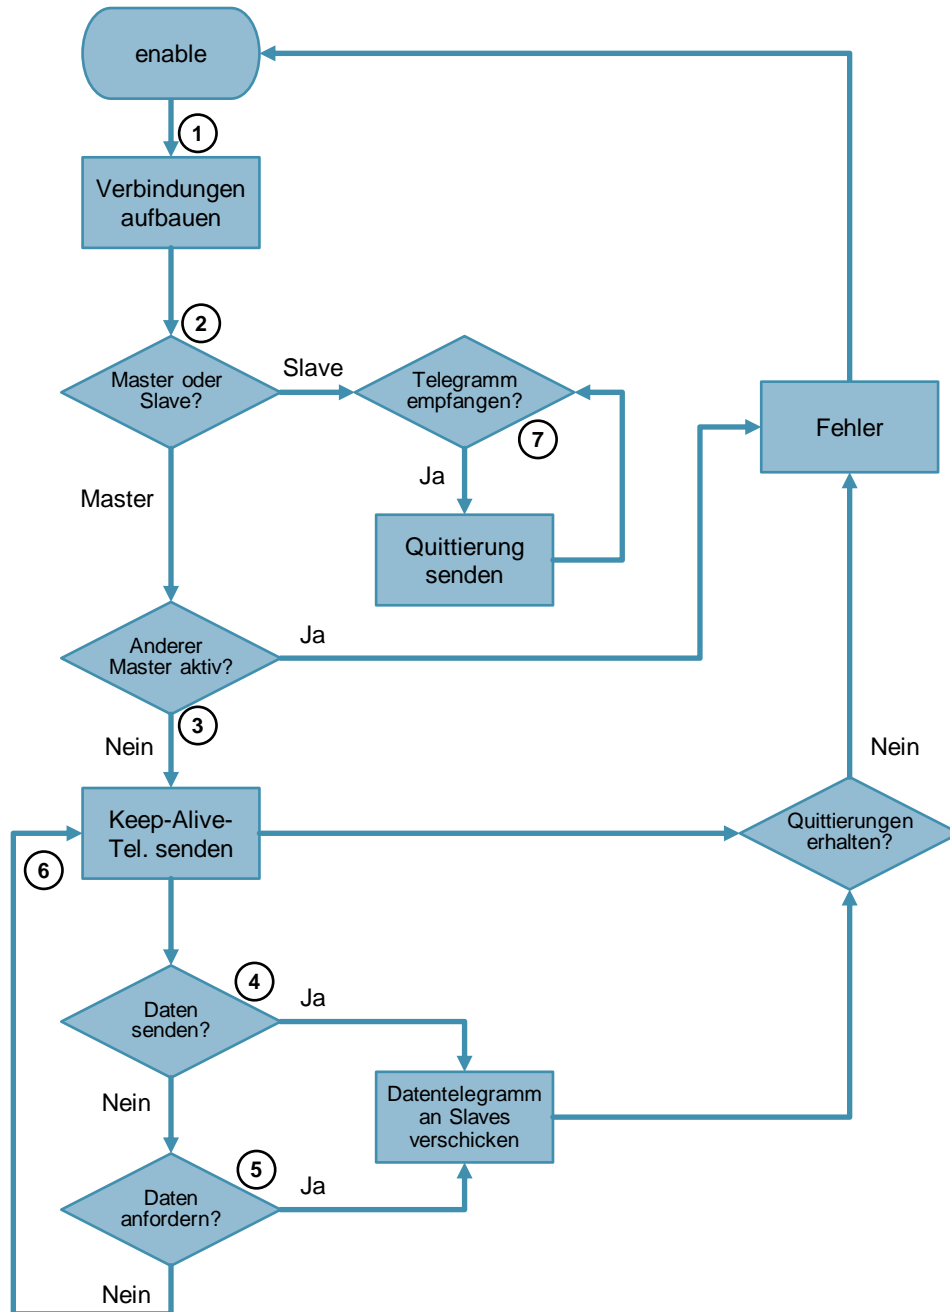 enable
1
Verbindungen
aufbauen
2
Master oder
Slave?
Slave
Telegramm
empfangen?
7
Ja
Quittierung
senden
Fehler
Master
Anderer
Master aktiv?
Ja
3
Nein
Keep-Alive-
Tel. senden
6
Nein
Quittierungen
erhalten?
4
Daten
senden?
Ja
Nein
Datentelegramm
an Slaves
verschicken
5
Daten
anfordern?
Ja
Nein